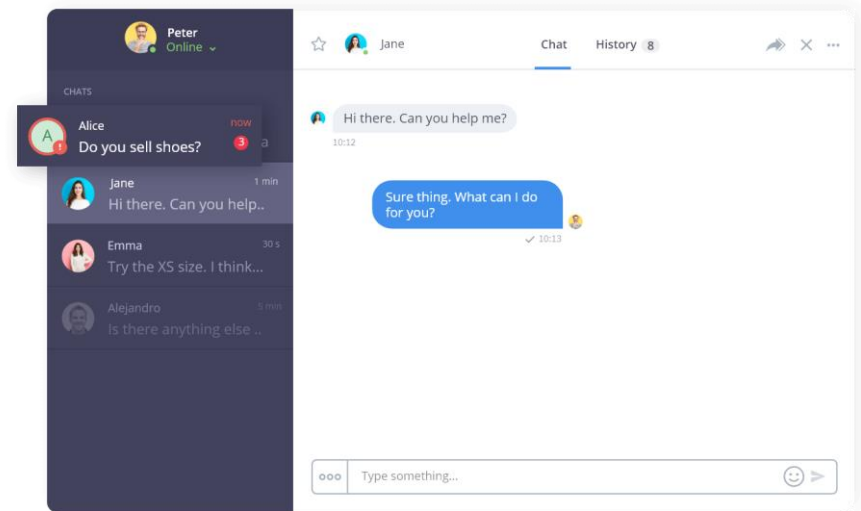 Peter
Online
CHATS
Alice now
Do you sell shoes? 3
a
A
!
Jane 1 min
Hi there. Can you help..
Emma 30 s
Try the XS size. I think...
Alejandro 5 min
Is there anything else ..
Jane Chat History 8
Hi there. Can you help me?
10:12
Sure thing. What can I do
for you?
10:13
Type something...